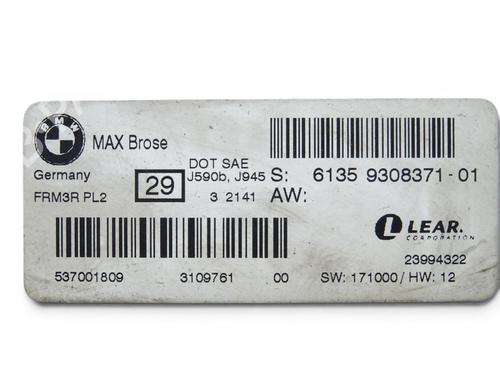 BMW
MAX Brose
Germany
FRM3R PL2
29
DOT SAE
J590b, J945
3 2141
S: 6135 9308371-01
AW:
LEAR.
CORPORATION
23994322
537001809 3109761 00 SW: 171000 / HW: 12